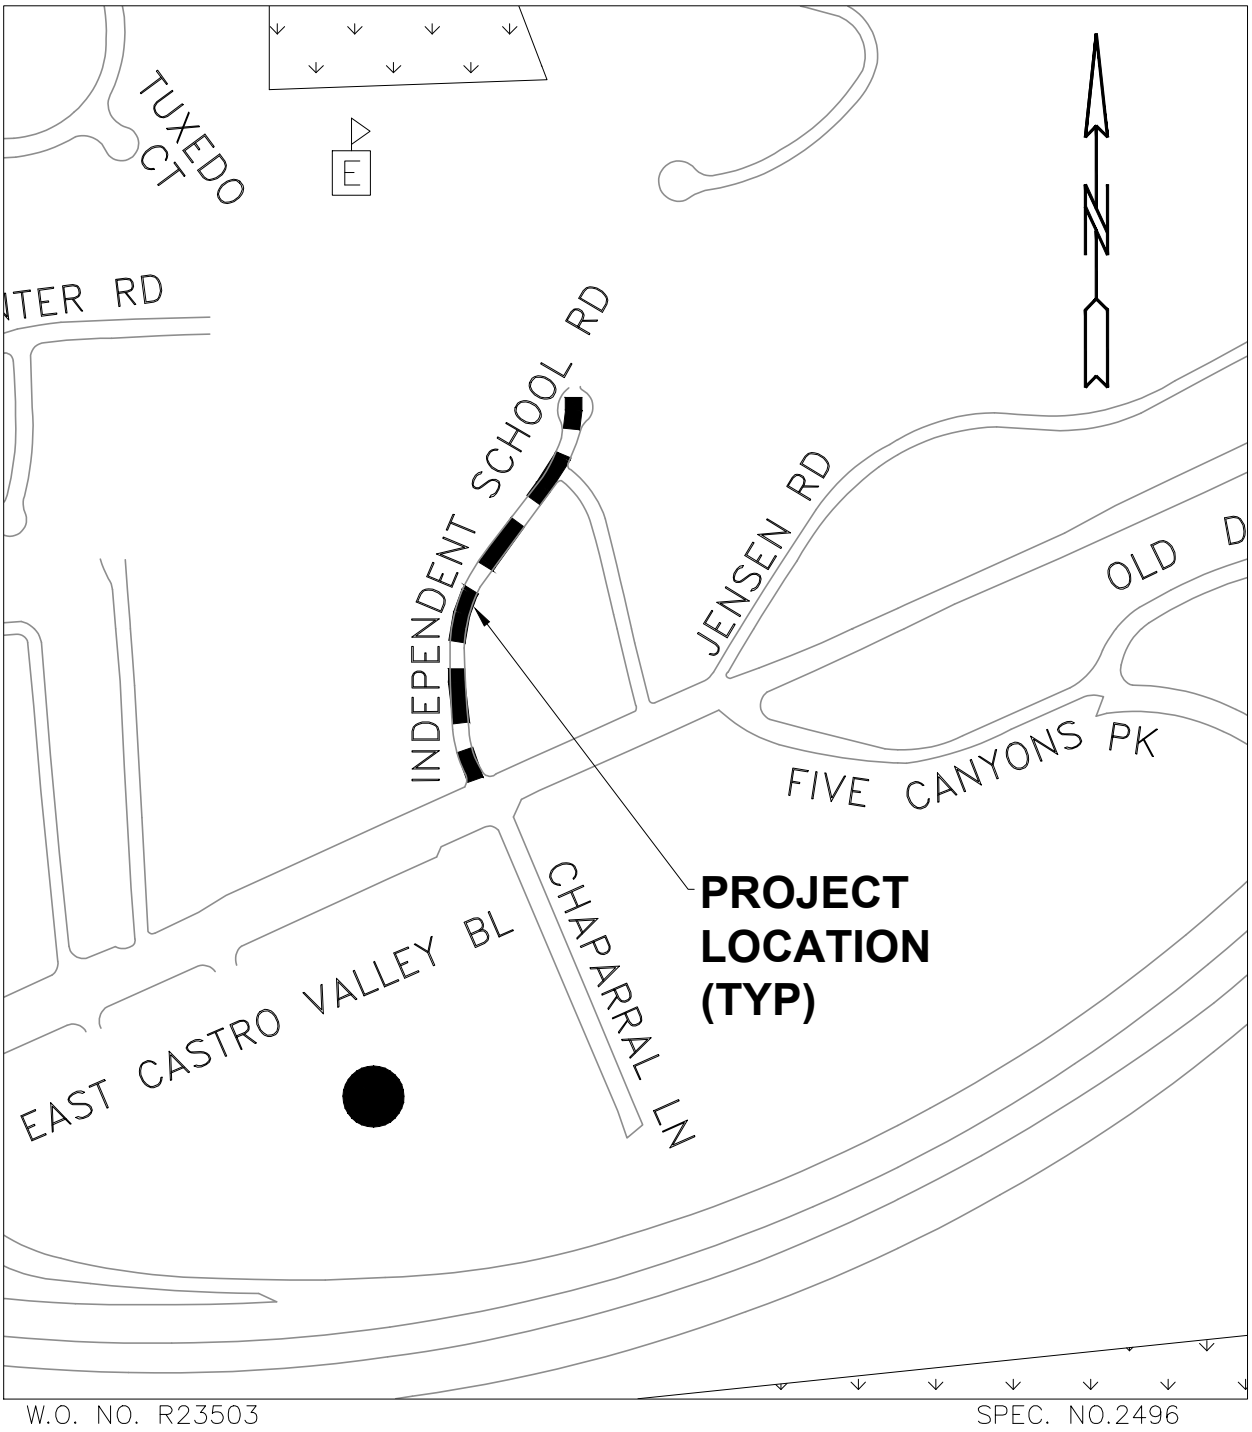 TUXEDO
CT
E
N
NTER RD
INDEPENDENT SCHOOL RD
JENSEN RD
OLD D
FIVE CANYONS PK
CHAPARRAL LN
PROJECT
LOCATION
(TYP)
EAST CASTRO VALLEY BL
W.O. NO. R23503
SPEC. NO.2496